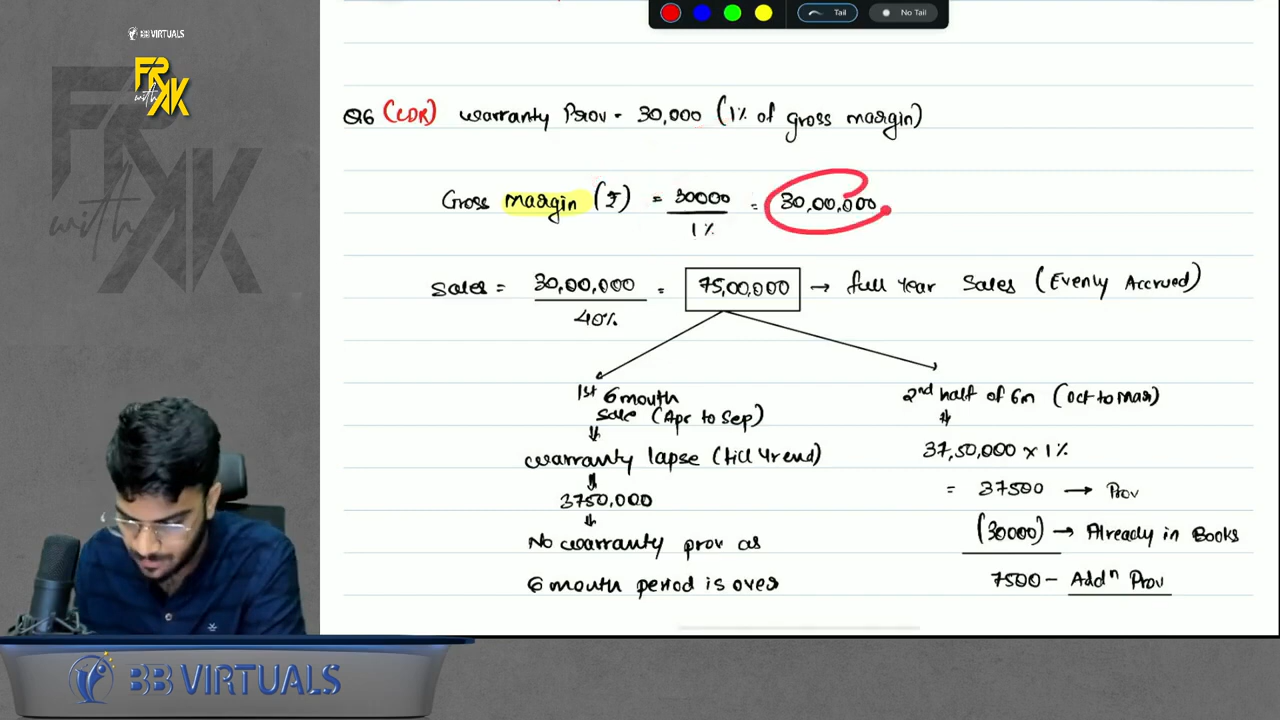 Tail
No Tail
BB VIRTUALS
FR
with AK
Q6 (CDR) warranty Prov = 30,000 (1% of gross margin)
Gross margin (₹) = 30000 / 1% = 30,00,000
Sales = 30,00,000 / 40% = 75,00,000 → full Year Sales (Evenly Accrued)
1st 6 mouth
Sale (Apr to Sep)
warranty lapse (till Yrend)
3750,000
No warranty prov as
6 mouth period is over
2nd half of 6m (Oct to Mar)
37,50,000 x 1%
= 37500 → Prov
(30000) → Already in Books
7500 - Addn Prov
BB VIRTUALS